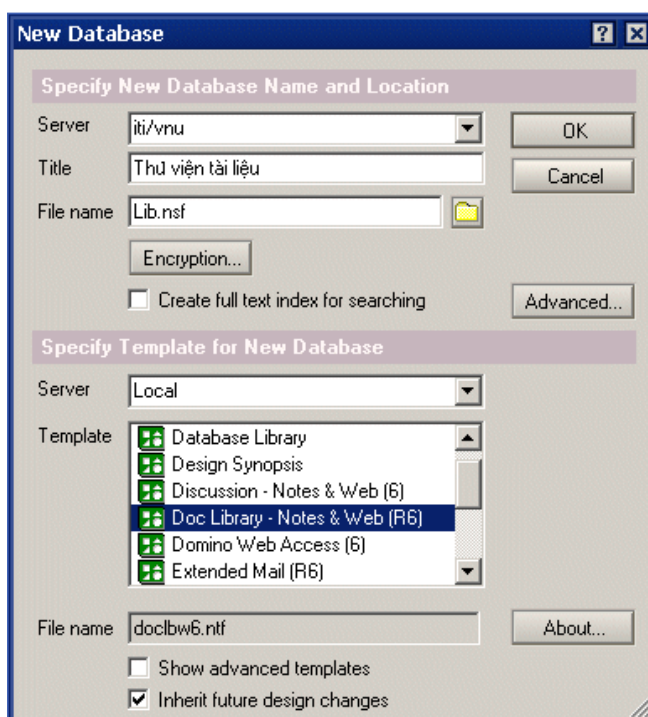 New Database
Specify New Database Name and Location
Server iti/vnu OK
Title Thư viện tài liệu Cancel
File name Lib.nsf
Encryption...
Create full text index for searching Advanced...
Specify Template for New Database
Server Local
Template Database Library
Design Synopsis
Discussion - Notes & Web (6)
Doc Library - Notes & Web (R6)
Domino Web Access (6)
Extended Mail (R6)
File name doclbw6.ntf About...
Show advanced templates
Inherit future design changes